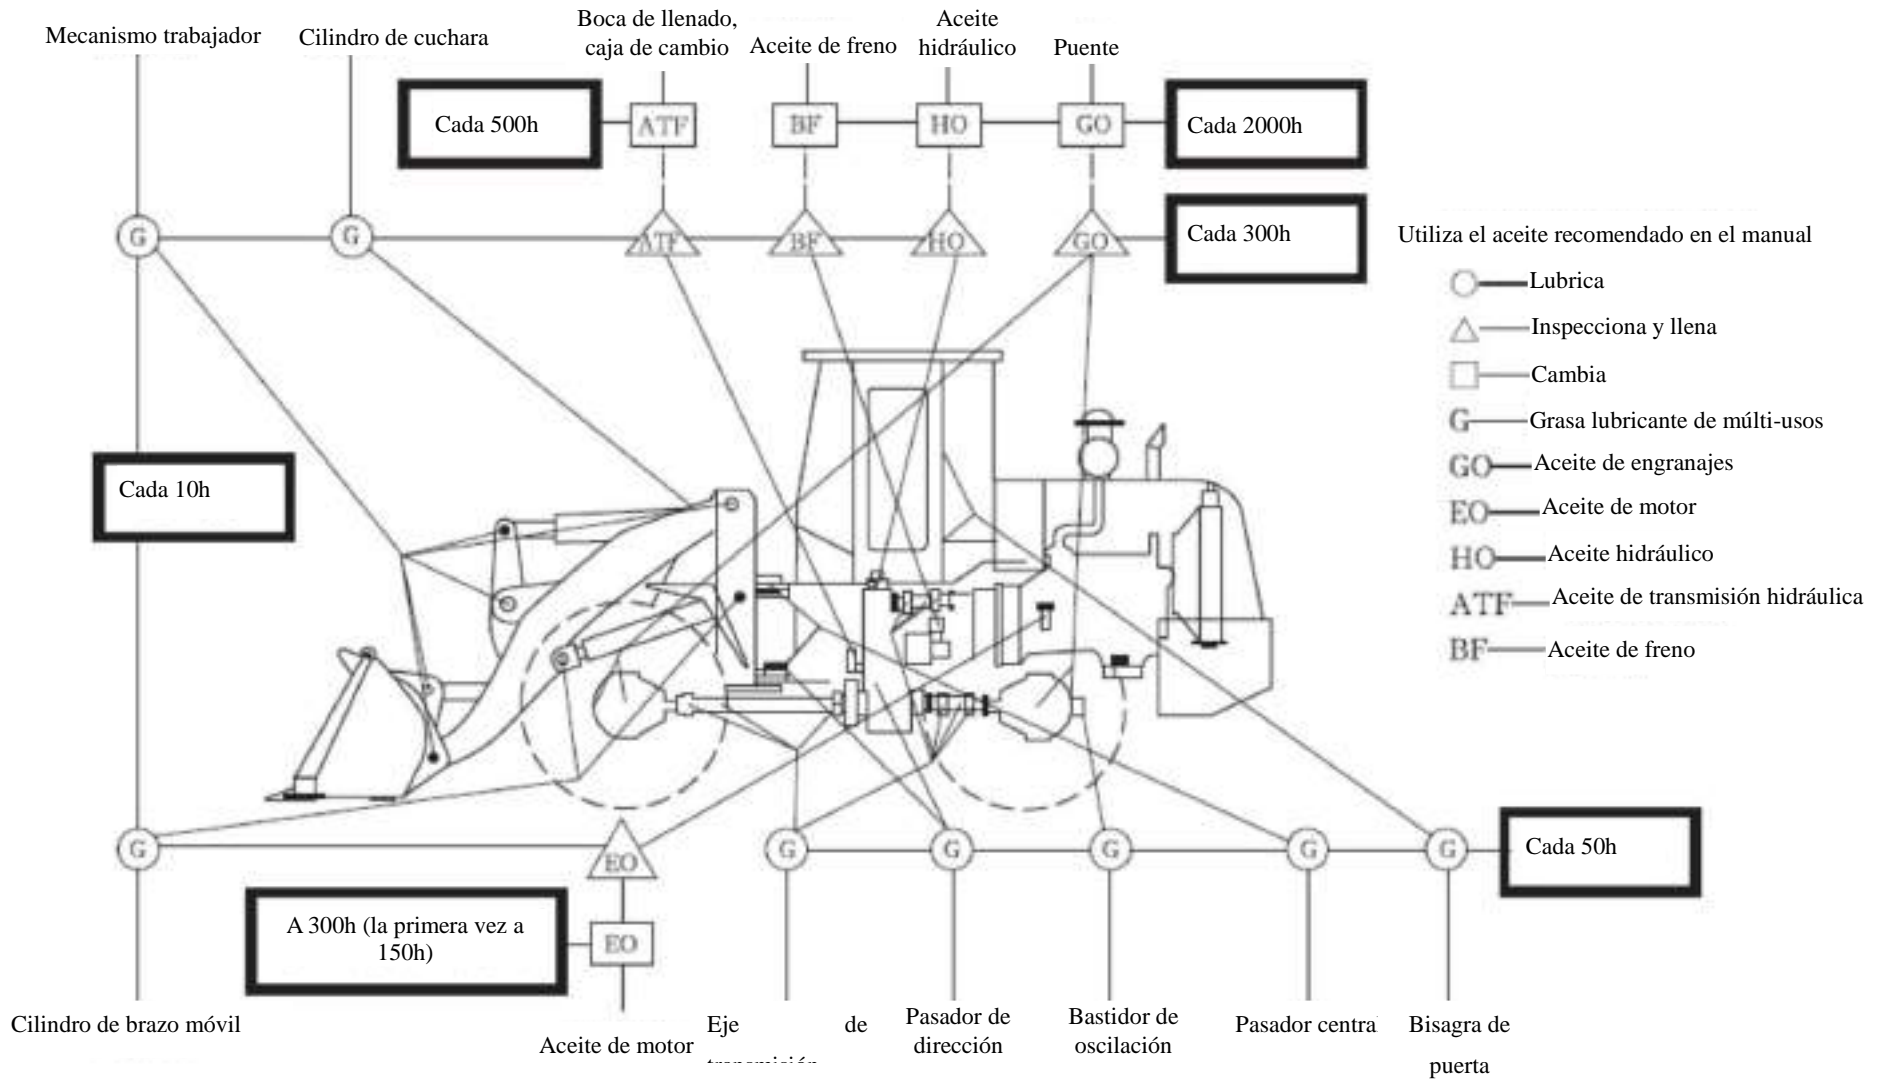 Mecanismo trabajador
Cilindro de cuchara
Boca de llenado,
caja de cambio
Aceite de freno
Aceite
hidráulico
Puente
Cada 500h
ATF
BF
HO
GO
Cada 2000h
G
G
ATF
BF
HO
GO
Cada 300h
Utiliza el aceite recomendado en el manual
Lubrica
Inspecciona y llena
Cambia
G Grasa lubricante de múlti-usos
GO Aceite de engranajes
EO Aceite de motor
HO Aceite hidráulico
ATF Aceite de transmisión hidráulica
BF Aceite de freno
Cada 10h
G
EO
G
G
G
G
G
Cada 50h
A 300h (la primera vez a
150h)
EO
Cilindro de brazo móvil
Aceite de motor
Eje de
Pasador de
dirección
Bastidor de
oscilación
Pasador centra
Bisagra de
puerta